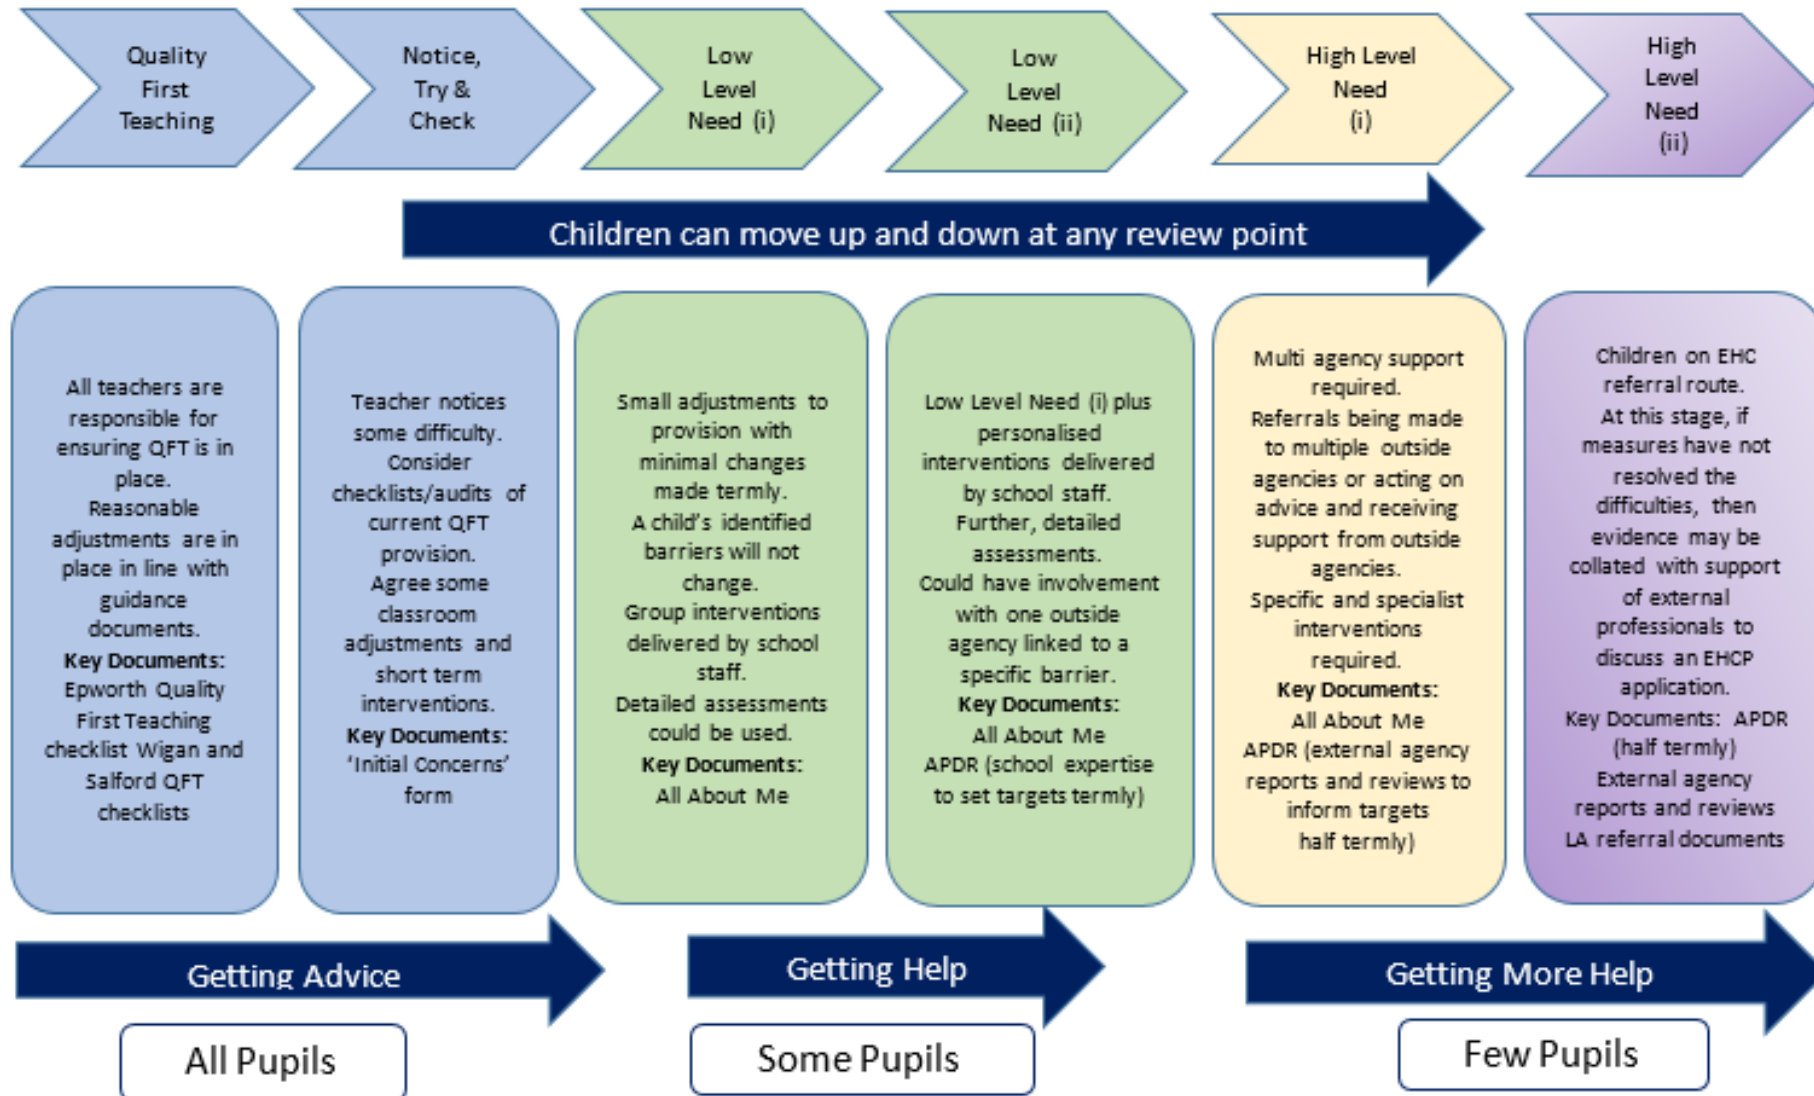 Quality
First
Teaching
Notice,
Try &
Check
Low
Level
Need (i)
Low
Level
Need (ii)
High Level
Need
(i)
High
Level
Need
(ii)
Children can move up and down at any review point
All teachers are
responsible for
ensuring QFT is in
place.
Reasonable
adjustments are in
place in line with
guidance
documents.
Key Documents:
Epworth Quality
First Teaching
checklist Wigan and
Salford QFT
checklists
Teacher notices
some difficulty.
Consider
checklists/audits of
current QFT
provision.
Agree some
classroom
adjustments and
short term
interventions.
Key Documents:
'Initial Concerns'
form
Small adjustments to
provision with
minimal changes
made termly.
A child's identified
barriers will not
change.
Group interventions
delivered by school
staff.
Detailed assessments
could be used.
Key Documents:
All About Me
Low Level Need (i) plus
personalised
interventions delivered
by school staff.
Further, detailed
assessments.
Could have involvement
with one outside
agency linked to a
specific barrier.
Key Documents:
All About Me
APDR (school expertise
to set targets termly)
Multi agency support
required.
Referrals being made
to multiple outside
agencies or acting on
advice and receiving
support from outside
agencies.
Specific and specialist
interventions
required.
Key Documents:
All About Me
APDR (external agency
reports and reviews to
inform targets
half termly)
Children on EHC
referral route.
At this stage, if
measures have not
resolved the
difficulties, then
evidence may be
collated with support
of external
professionals to
discuss an EHCP
application.
Key Documents: APDR
(half termly)
External agency
reports and reviews
LA referral documents
Getting Advice
Getting Help
Getting More Help
All Pupils
Some Pupils
Few Pupils